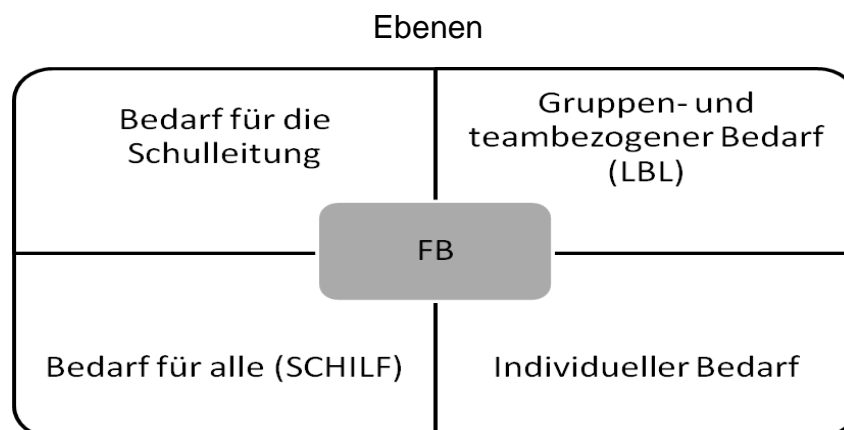 Ebenen
Bedarf für die
Schulleitung
Gruppen- und
teambezogener Bedarf
(LBL)
FB
Bedarf für alle (SCHILF)
Individueller Bedarf